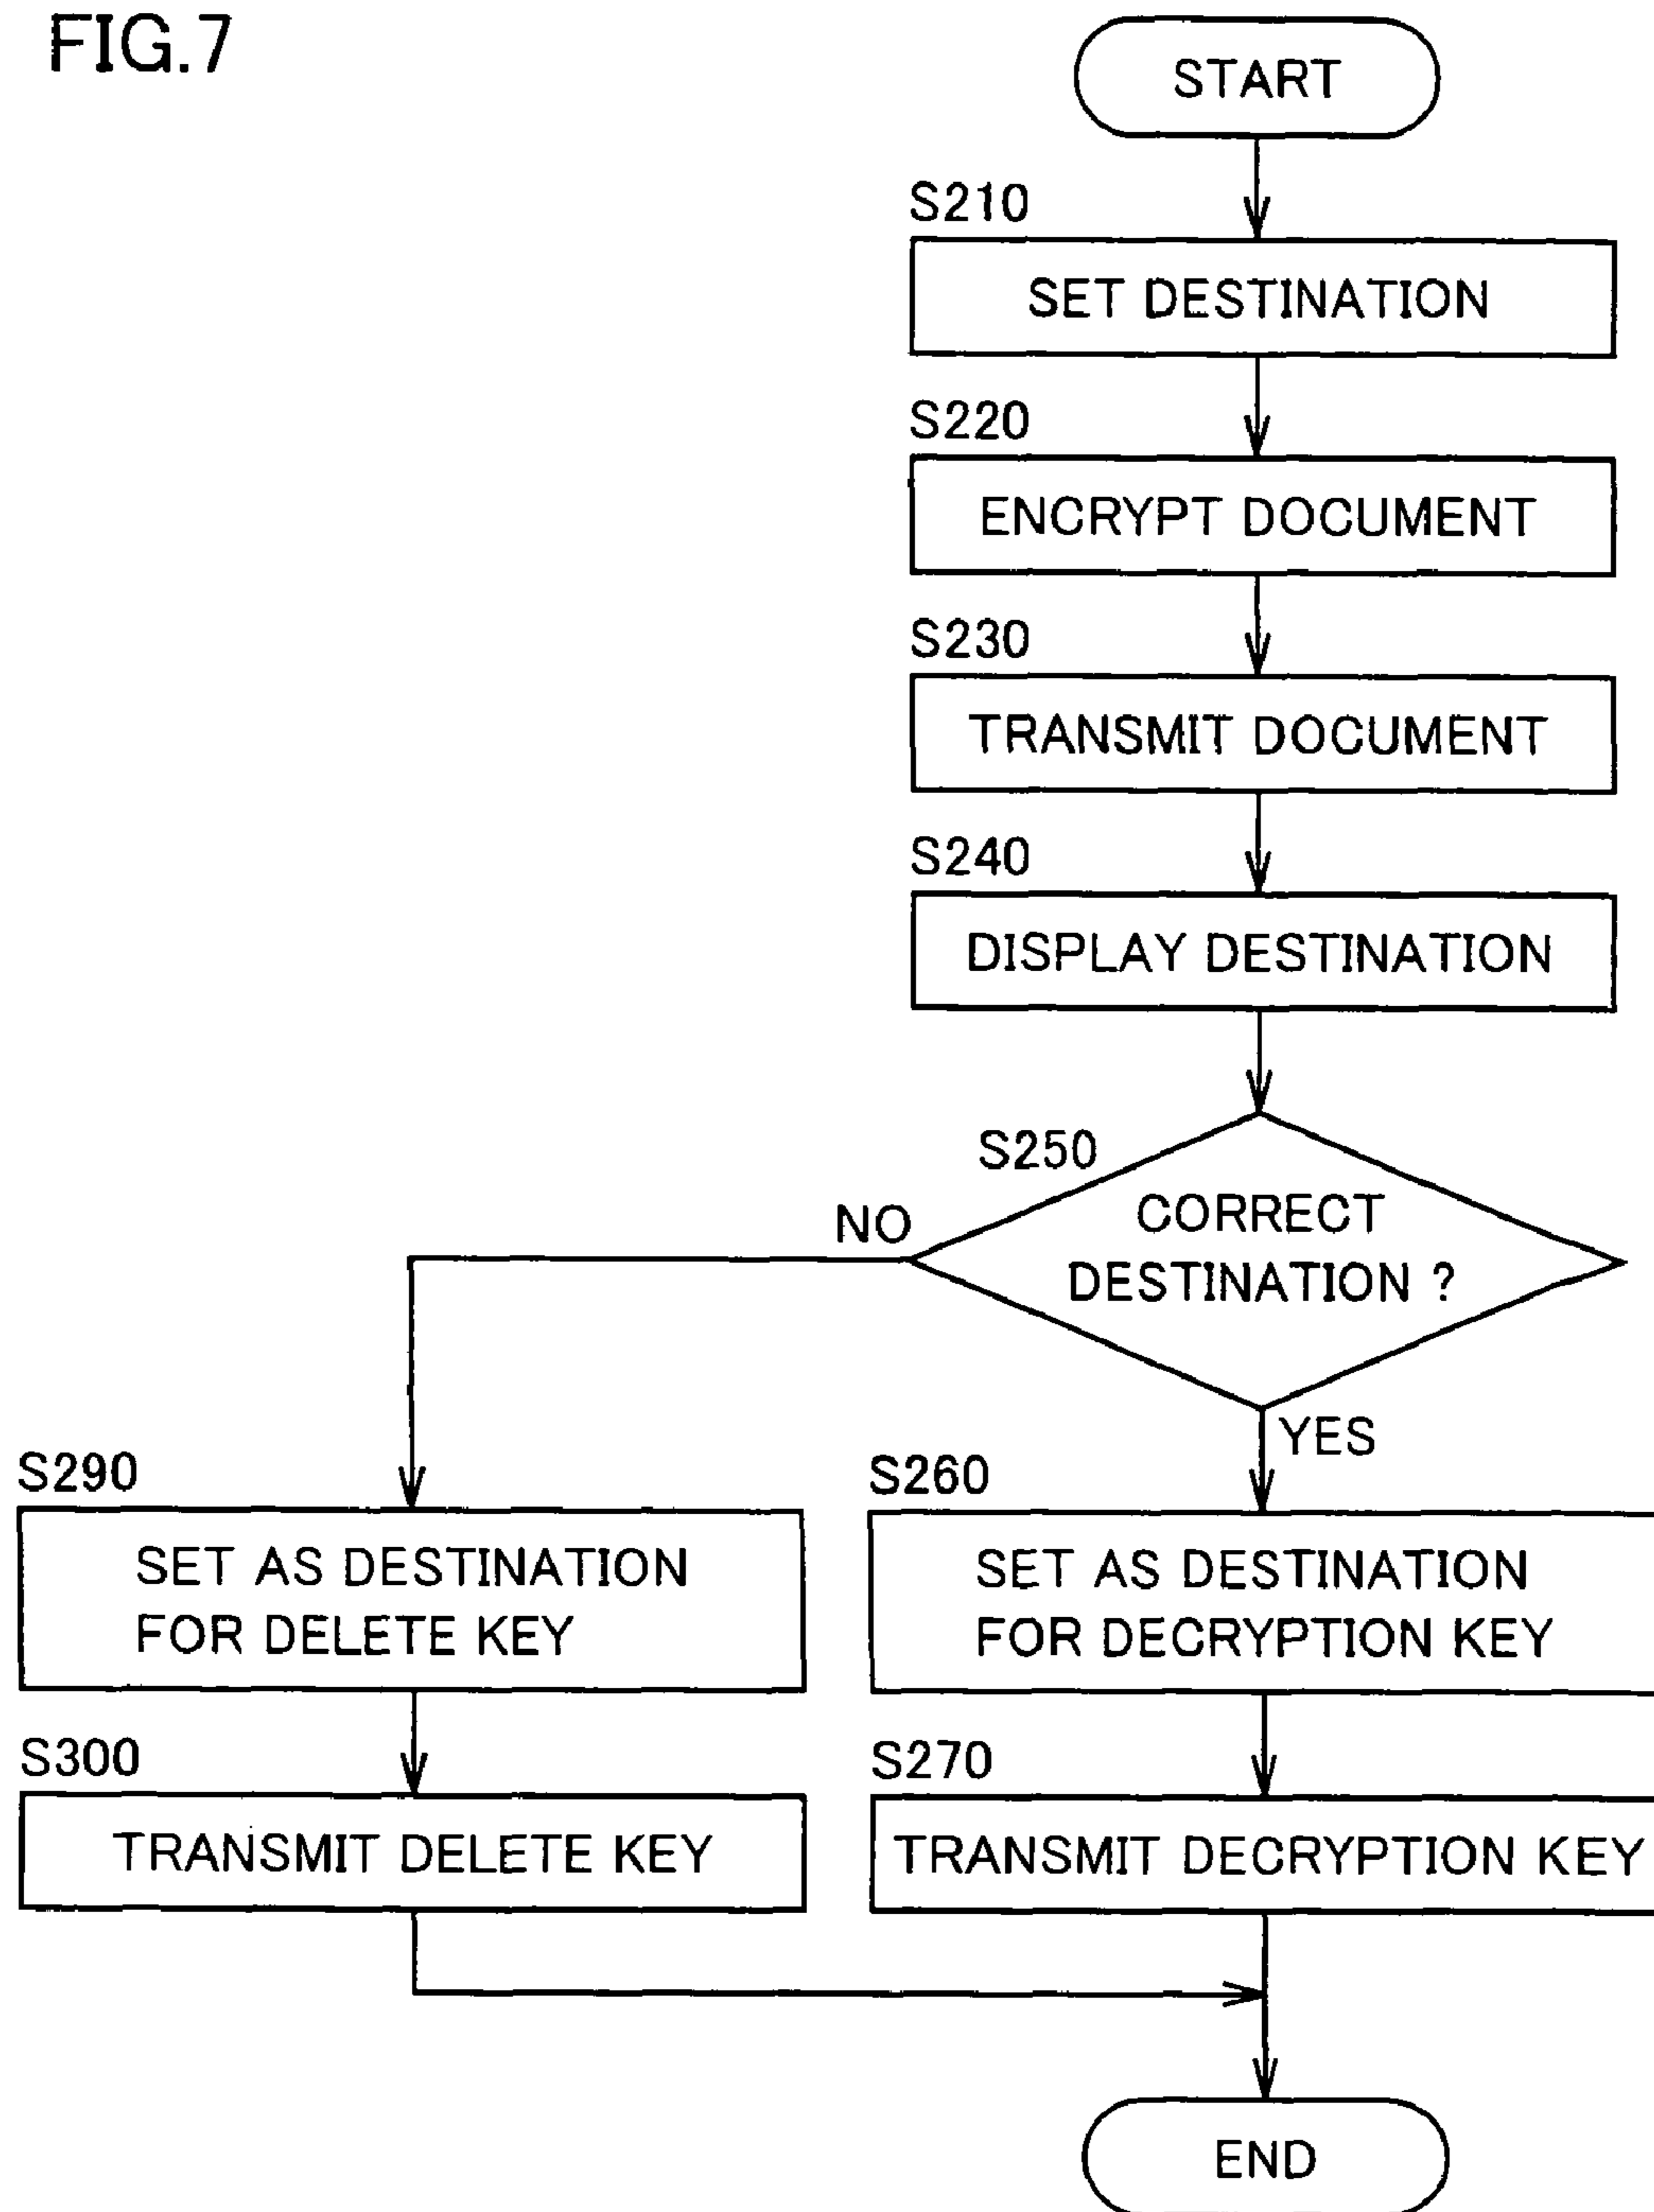 FIG.7
START
S210
SET DESTINATION
S220
ENCRYPT DOCUMENT
S230
TRANSMIT DOCUMENT
S240
DISPLAY DESTINATION
S250
CORRECT
DESTINATION ?
NO
YES
S290
SET AS DESTINATION
FOR DELETE KEY
S260
SET AS DESTINATION
FOR DECRYPTION KEY
S300
TRANSMIT DELETE KEY
S270
TRANSMIT DECRYPTION KEY
END